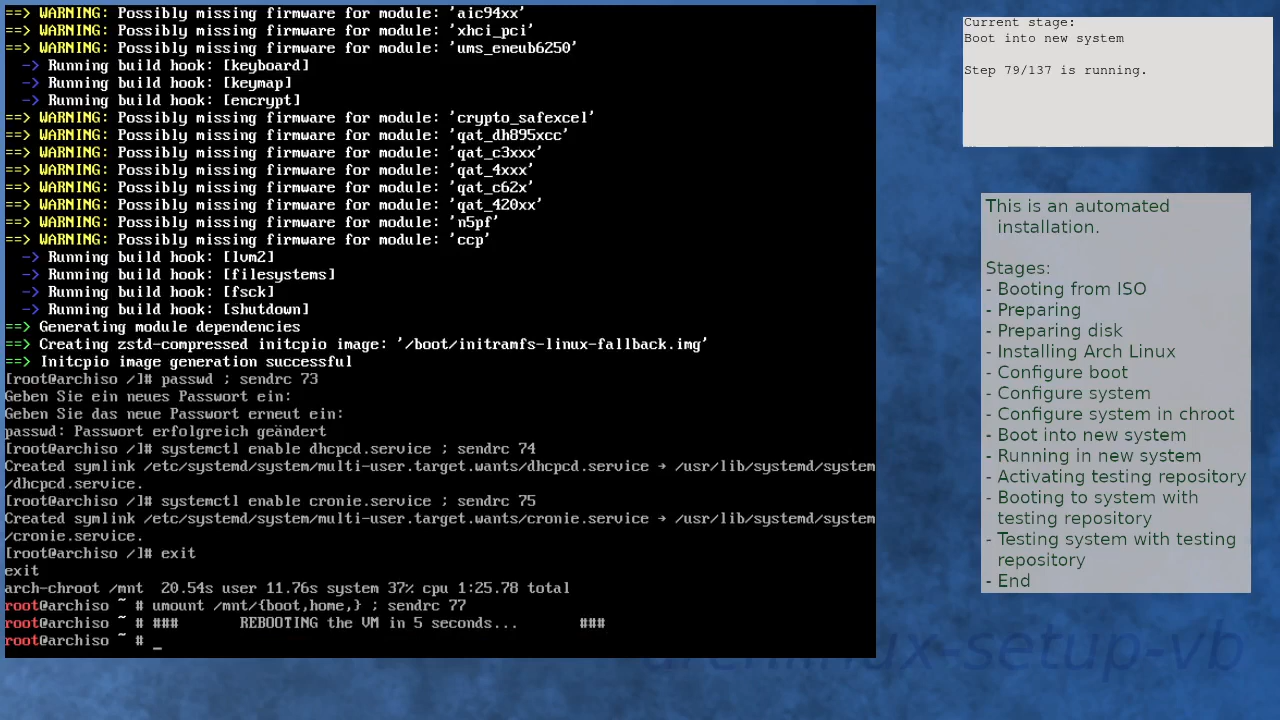 ==> WARNING: Possibly missing firmware for module: 'aic94xx'
==> WARNING: Possibly missing firmware for module: 'xhci_pci'
==> WARNING: Possibly missing firmware for module: 'ums_eneub6250'
-> Running build hook: [keyboard]
-> Running build hook: [keymap]
-> Running build hook: [encrypt]
==> WARNING: Possibly missing firmware for module: 'crypto_safexcel'
==> WARNING: Possibly missing firmware for module: 'qat_dh895xcc'
==> WARNING: Possibly missing firmware for module: 'qat_c3xxx'
==> WARNING: Possibly missing firmware for module: 'qat_4xxx'
==> WARNING: Possibly missing firmware for module: 'qat_c62x'
==> WARNING: Possibly missing firmware for module: 'qat_420xx'
==> WARNING: Possibly missing firmware for module: 'n5pf'
==> WARNING: Possibly missing firmware for module: 'ccp'
-> Running build hook: [lvm2]
-> Running build hook: [filesystems]
-> Running build hook: [fsck]
-> Running build hook: [shutdown]
==> Generating module dependencies
==> Creating zstd-compressed initcpio image: '/boot/initramfs-linux-fallback.img'
==> Initcpio image generation successful
[root@archiso /]# passwd ; sendrc 73
Geben Sie ein neues Passwort ein:
Geben Sie das neue Passwort erneut ein:
passwd: Passwort erfolgreich geändert
[root@archiso /]# systemctl enable dhcpcd.service ; sendrc 74
Created symlink /etc/systemd/system/multi-user.target.wants/dhcpcd.service → /usr/lib/systemd/system
/dhcpcd.service.
[root@archiso /]# systemctl enable cronie.service ; sendrc 75
Created symlink /etc/systemd/system/multi-user.target.wants/cronie.service → /usr/lib/systemd/system
/cronie.service.
[root@archiso /]# exit
exit
arch-chroot /mnt  20.54s user 11.76s system 37% cpu 1:25.78 total
root@archiso ~ # umount /mnt/{boot,home,} ; sendrc 77
root@archiso ~ # ###       REBOOTING the VM in 5 seconds...       ###
root@archiso ~ # _
Current stage:
Boot into new system
Step 79/137 is running.
This is an automated
installation.
Stages:
- Booting from ISO
- Preparing
- Preparing disk
- Installing Arch Linux
- Configure boot
- Configure system
- Configure system in chroot
- Boot into new system
- Running in new system
- Activating testing repository
- Booting to system with
testing repository
- Testing system with testing
repository
- End
archlinux-setup-vb